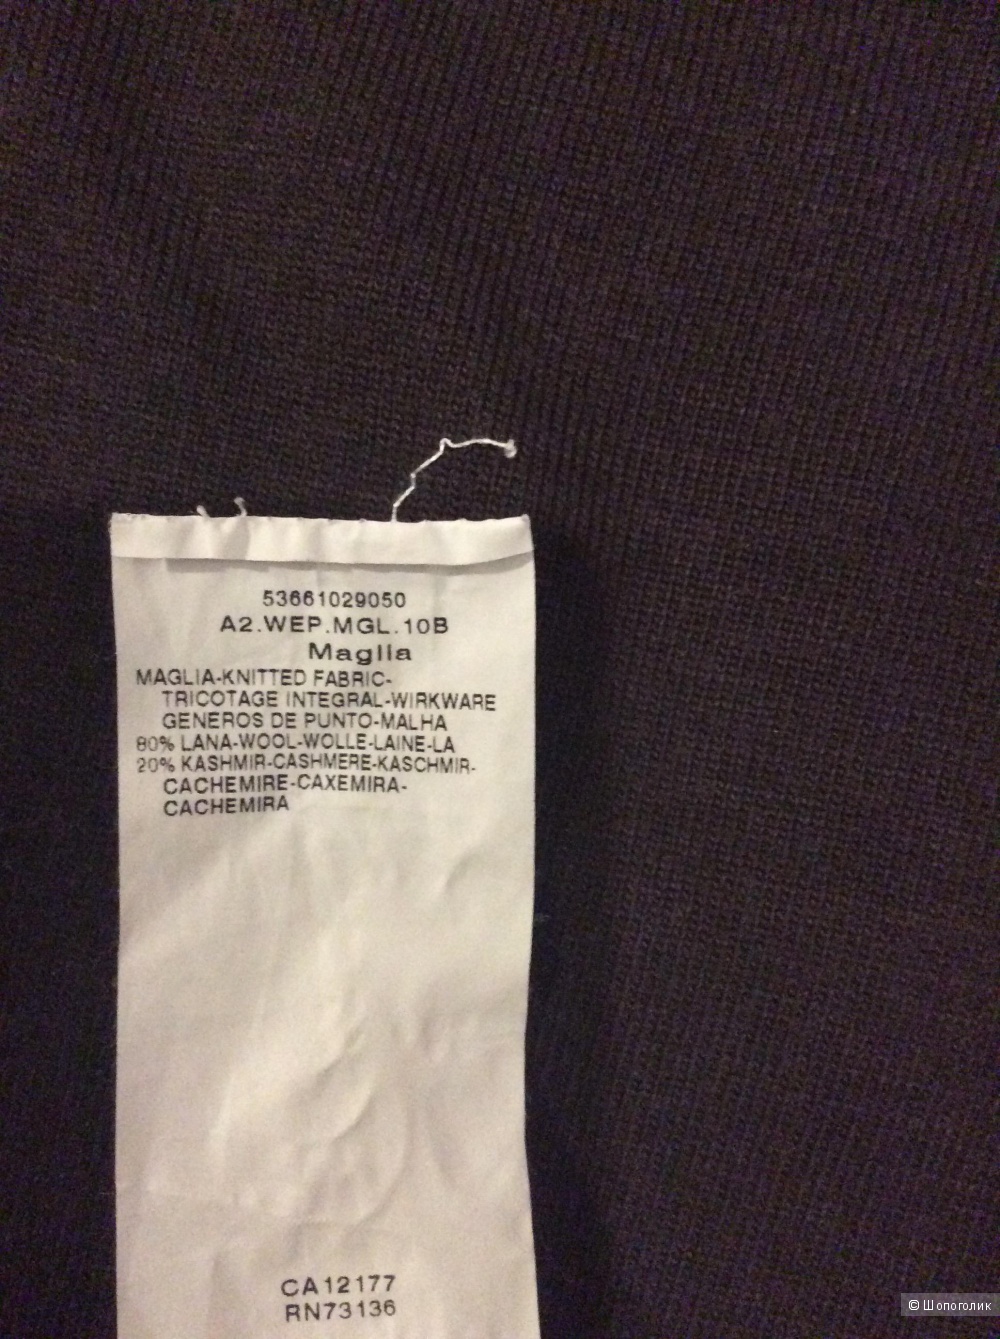 53661029050
A2.WEP.MGL.10B
Maglia
MAGLIA-KNITTED FABRIC-
TRICOTAGE INTEGRAL-WIRKWARE
GENEROS DE PUNTO-MALHA
80% LANA-WOOL-WOLLE-LAINE-LA
20% KASHMIR-CASHMERE-KASCHMIR-
CACHEMIRE-CAXEMIRA-
CACHEMIRA
CA12177
RN73136
© Шопоголик